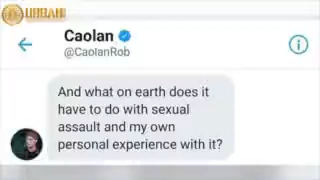 Caolan
@CaolanRob
And what on earth does it
have to do with sexual
assault and my own
personal experience with it?